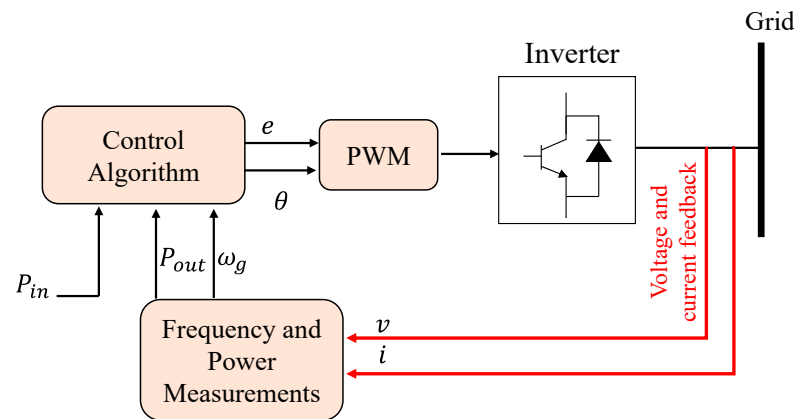 Grid
Inverter
Control
Algorithm
e
θ
PWM
P_in
P_out
ω_g
Voltage and
current feedback
Frequency and
Power
Measurements
v
i